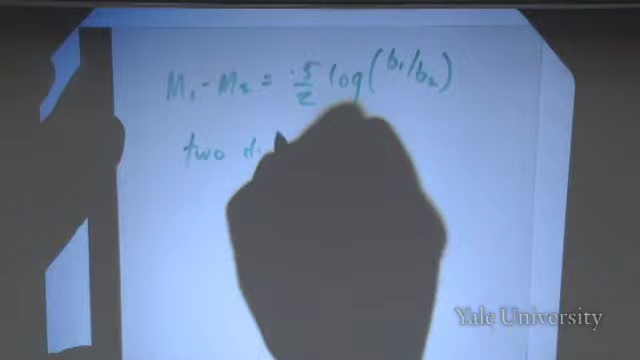 M₁ - M₂ = -5/2 log(b₁/b₂)
two
Yale University